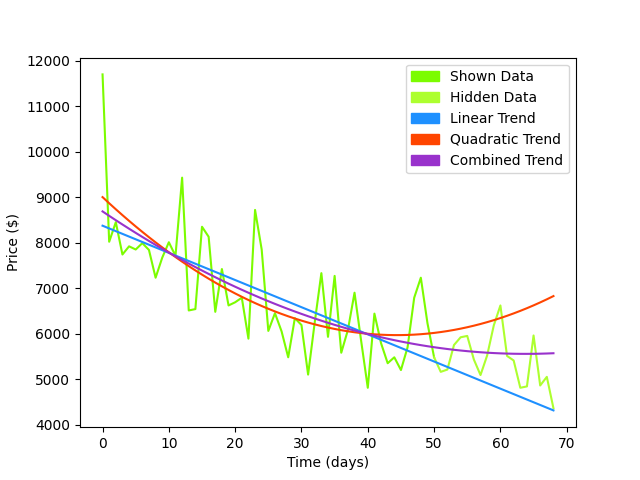 12000
11000
10000
9000
8000
7000
6000
5000
4000
Price ($)
Shown Data
Hidden Data
Linear Trend
Quadratic Trend
Combined Trend
0 10 20 30 40 50 60 70
Time (days)